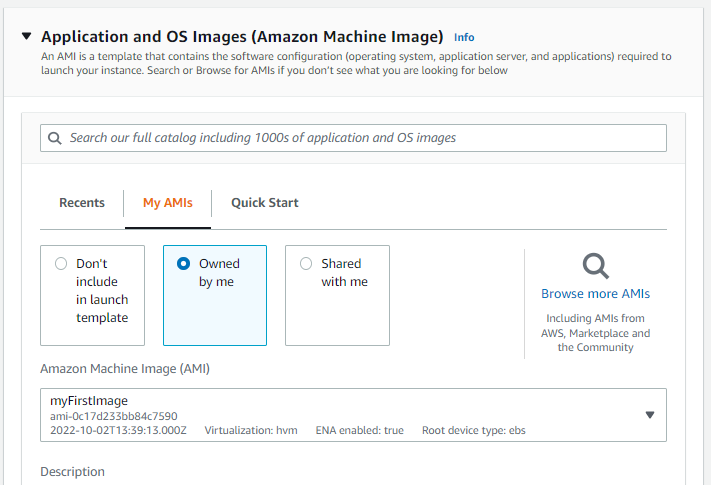 Application and OS Images (Amazon Machine Image) Info
An AMI is a template that contains the software configuration (operating system, application server, and applications) required to
launch your instance. Search or Browse for AMIs if you don't see what you are looking for below
Search our full catalog including 1000s of application and OS images
Recents My AMIs Quick Start
Don't
include
in launch
template
Owned
by me
Shared
with me
Browse more AMIs
Including AMIs from
AWS, Marketplace and
the Community
Amazon Machine Image (AMI)
myFirstImage
ami-0c17d233bb84c7590
2022-10-02T13:39:13.000Z Virtualization: hvm ENA enabled: true Root device type: ebs
Description